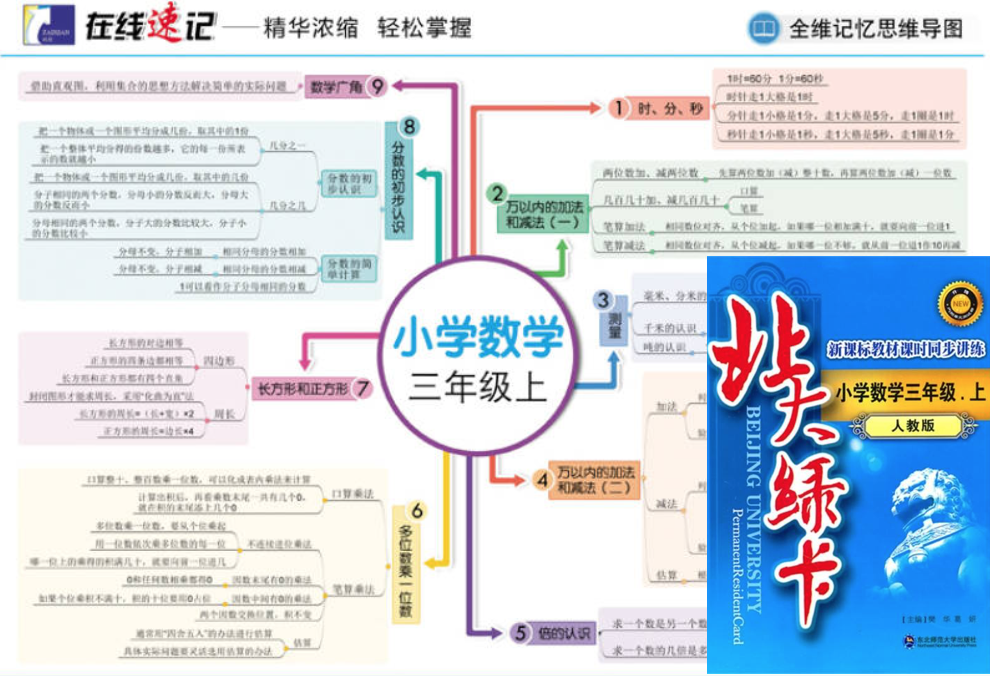 ZAIXIAN
在线速记——精华浓缩 轻松掌握
全维记忆思维导图
小学数学
三年级上
1 时、分、秒
1时=60分 1分=60秒
时针走1大格是1时
分针走1小格是1分，走1大格是5分，走1圈是1时
秒针走1小格是1秒，走1大格是5秒，走1圈是1分
2 万以内的加法和减法（一）
两位数加、减两位数
先算两位数加（减）整十数，再算两位数加（减）一位数
几百几十加、减几百几十
口算
笔算
笔算加法
相同数位对齐，从个位加起，如果哪一位相加满十，就要向前一位进1
笔算减法
相同数位对齐，从个位减起，如果哪一位不够，就从前一位退1作10再减
3 测量
毫米、分米的
千米的认识
吨的认识
4 万以内的加法和减法（二）
加法
减法
估算
5 倍的认识
求一个数是另一个数
求一个数的几倍是多
6 多位数乘一位数
口算乘法
口算整十、整百数乘一位数，可以化成表内乘法来计算
计算出积后，再看乘数末尾一共有几个0，
就在积的末尾添上几个0
笔算乘法
不连续进位乘法
多位数乘一位数，要从个位乘起
用一位数依次乘多位数的每一位
哪一位上的乘得的积满几十，就要向前一位进几
因数末尾有0的乘法
0和任何数相乘都得0
因数中间有0的乘法
如果个位乘积不满十，积的十位要用0占位
两个因数交换位置，积不变
估算
通常用“四舍五入”的办法进行估算
具体实际问题要灵活选用估算的办法
7 长方形和正方形
四边形
长方形的对边相等
正方形的四条边都相等
长方形和正方形都有四个直角
周长
封闭图形才能求周长，采用“化曲为直”法
长方形的周长=（长+宽）×2
正方形的周长=边长×4
8 分数的初步认识
分数的初步认识
几分之一
把一个物体或一个图形平均分成几份，取其中的1份
把一个整体平均分得的份数越多，它的每一份所表
示的数就越小
几分之几
把一个物体或一个图形平均分成几份，取其中的几份
分子相同的两个分数，分母小的分数反而大，分母大
的分数反而小
分母相同的两个分数，分子大的分数比较大，分子小
的分数比较小
分数的简单计算
分母不变，分子相加
相同分母的分数相加
分母不变，分子相减
相同分母的分数相减
1可以看作分子分母相同的分数
9 数学广角
借助直观图，利用集合的思想方法解决简单的实际问题
北大绿卡
BEIJING UNIVERSITY
PermanentResidentCard
NEW
新课标教材课时同步讲练
小学数学三年级．上
人教版
东北师范大学出版社